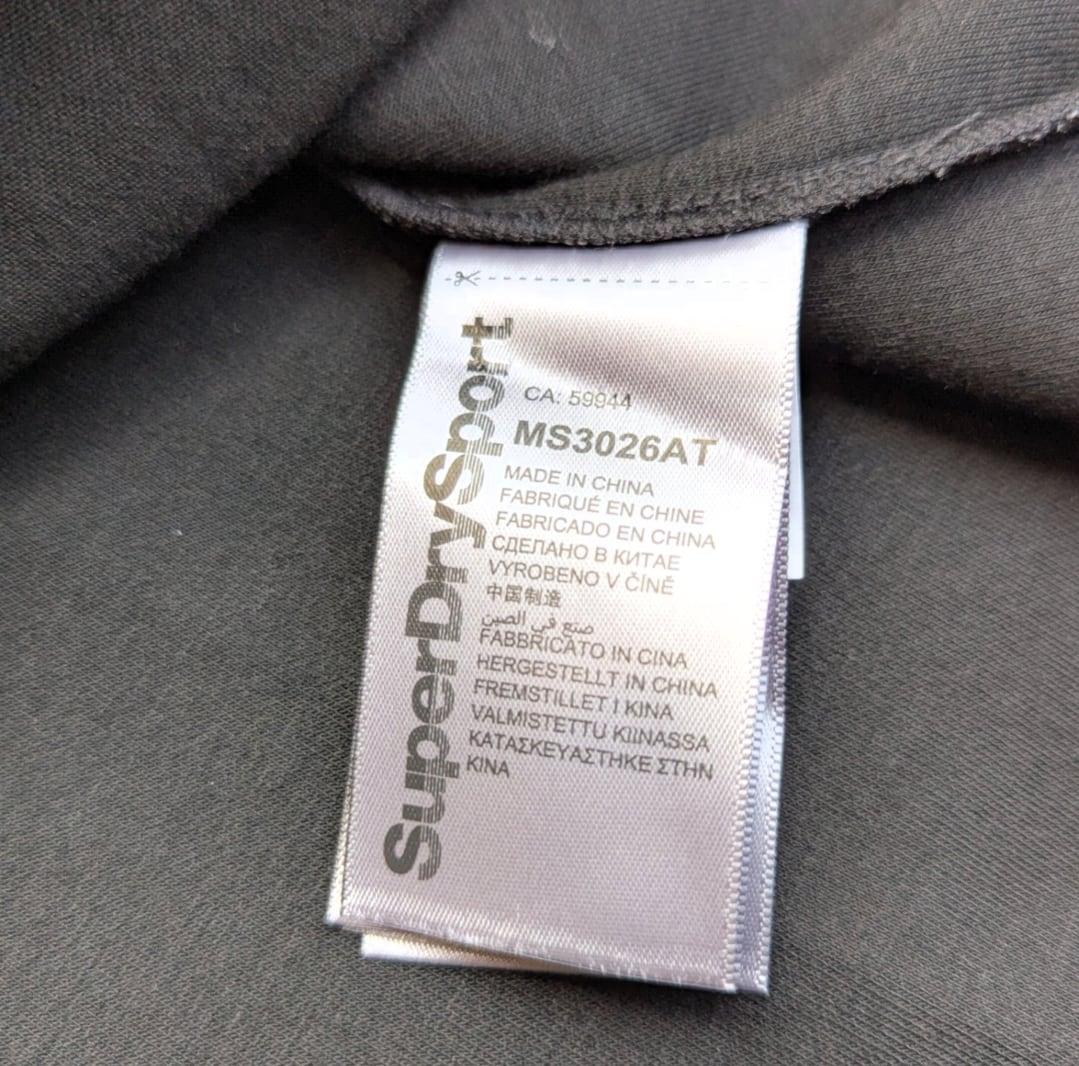 SuperDrySport
CA: 59944
MS3026AT
MADE IN CHINA
FABRIQUÉ EN CHINE
FABRICADO EN CHINA
СДЕЛАНО В КИТАЕ
VYROBENO V ČÍNĚ
中国制造
صنع في الصين
FABBRICATO IN CINA
HERGESTELLT IN CHINA
FREMSTILLET I KINA
VALMISTETTU KIINASSA
ΚΑΤΑΣΚΕΥΑΣΤΗΚΕ ΣΤΗΝ
ΚΙΝΑ